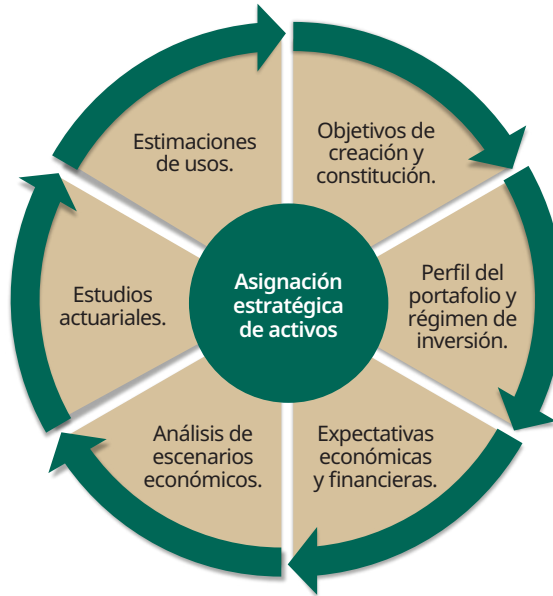 Estimaciones
de usos.
Objetivos de
creación y
constitución.
Perfil del
portafolio y
régimen de
inversión.
Expectativas
económicas
y financieras.
Análisis de
escenarios
económicos.
Estudios
actuariales.
Asignación
estratégica
de activos